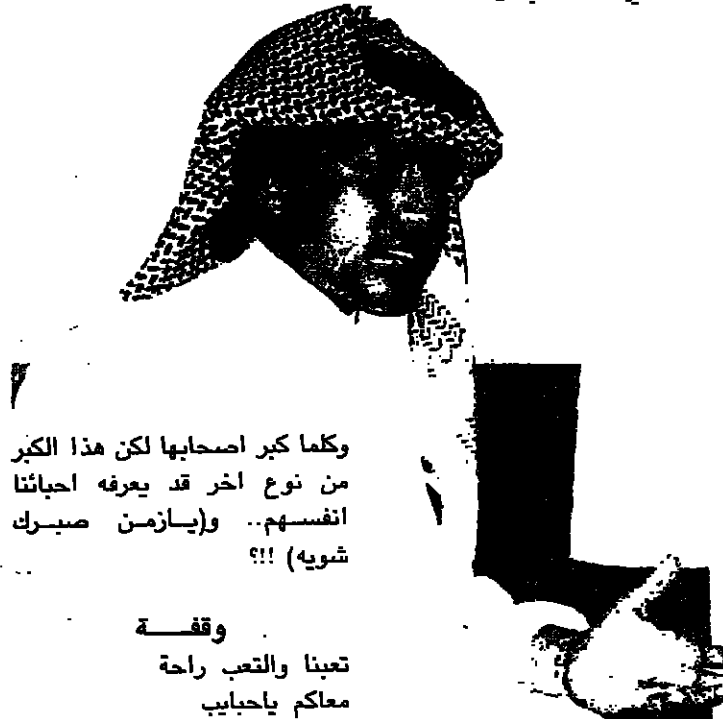 وكلما كبر اصحابها لكن هذا الكبر
من نوع اخر قد يعرفه احبائنا
انفسهم.. و(يازمن صبرك
شويه) !!؟
وقفة
تعبنا والتعب راحة
معاكم ياحبايب